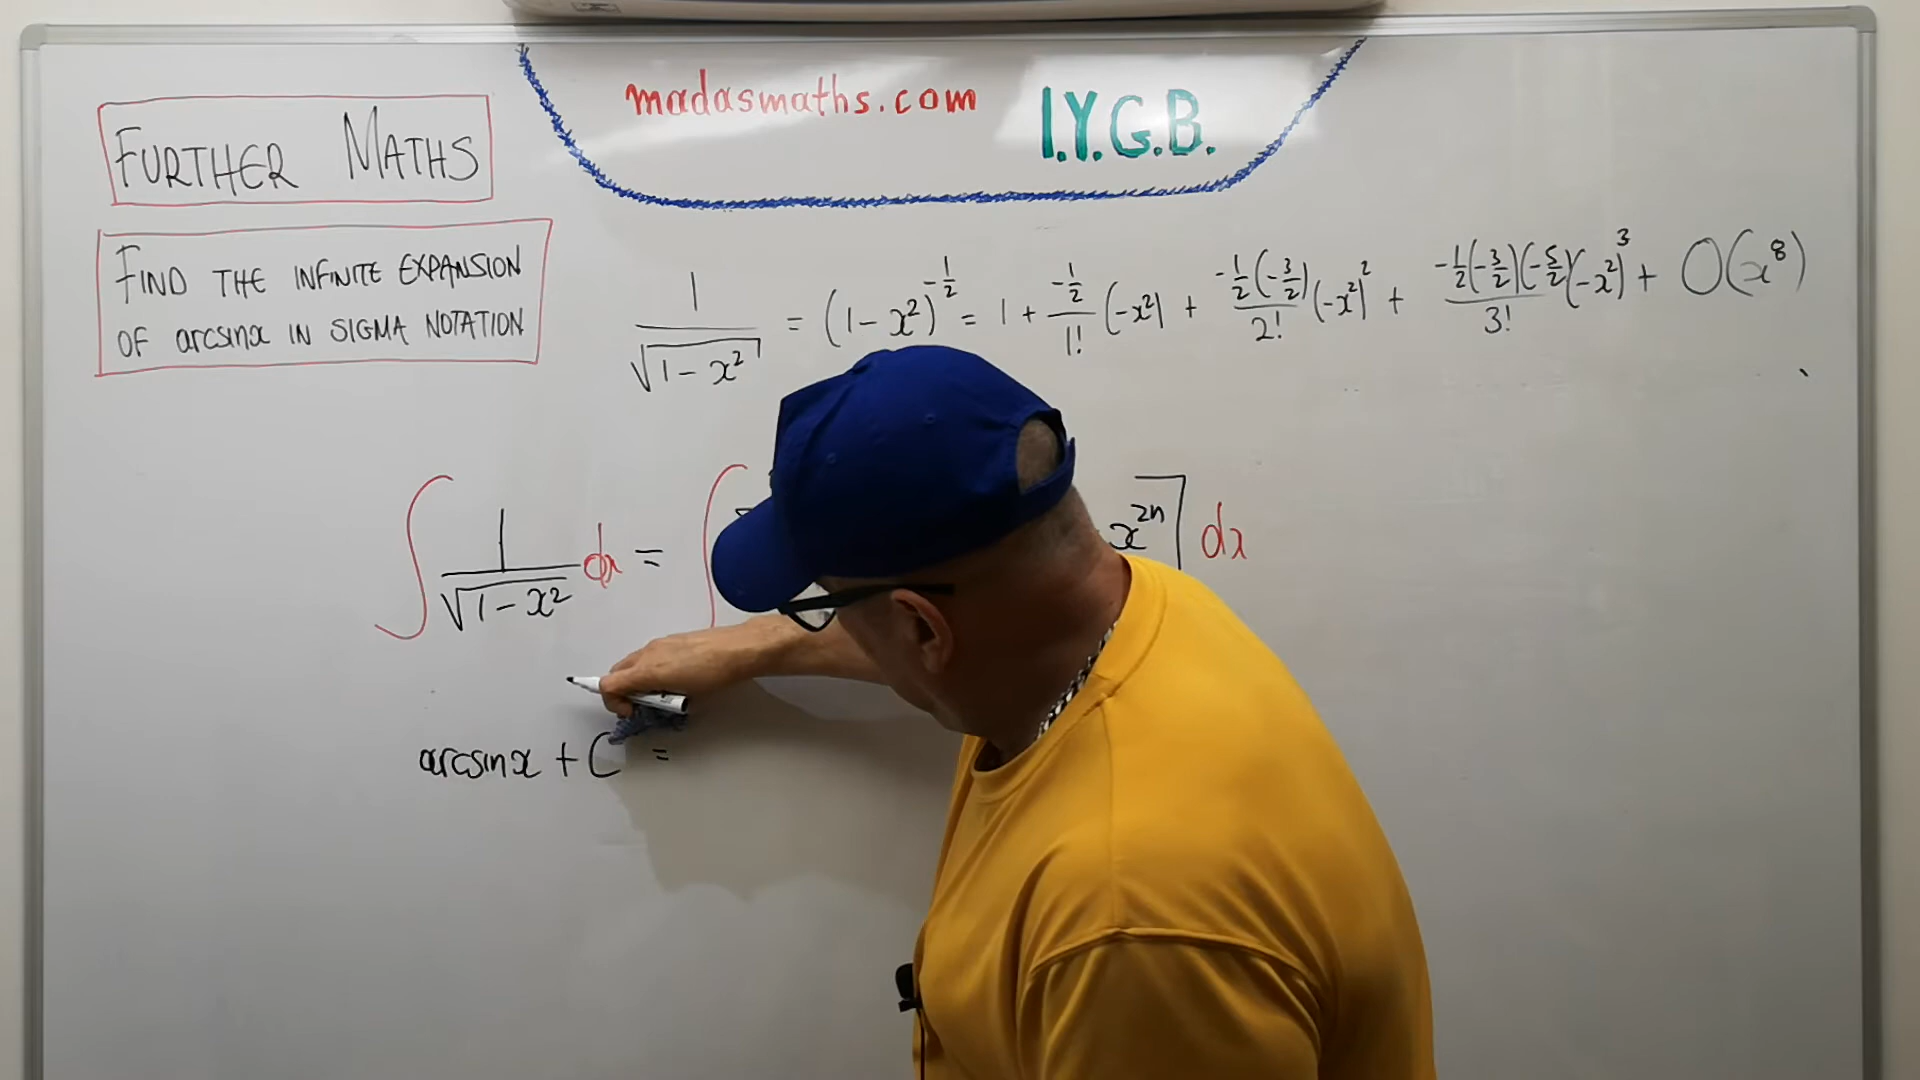 madasmaths.com I.Y.G.B.
FURTHER MATHS
FIND THE INFINITE EXPANSION
OF arcsinx IN SIGMA NOTATION
1/√(1-x²) = (1-x²)^(-1/2) = 1 + (-1/2)/1! (-x²) + (-1/2(-3/2))/2! (-x²)² + (-1/2(-3/2)(-5/2))/3! (-x²)³ + O(x⁸)
∫ 1/√(1-x²) dx = ∫ x^(2n) ] dx
arcsinx + C =